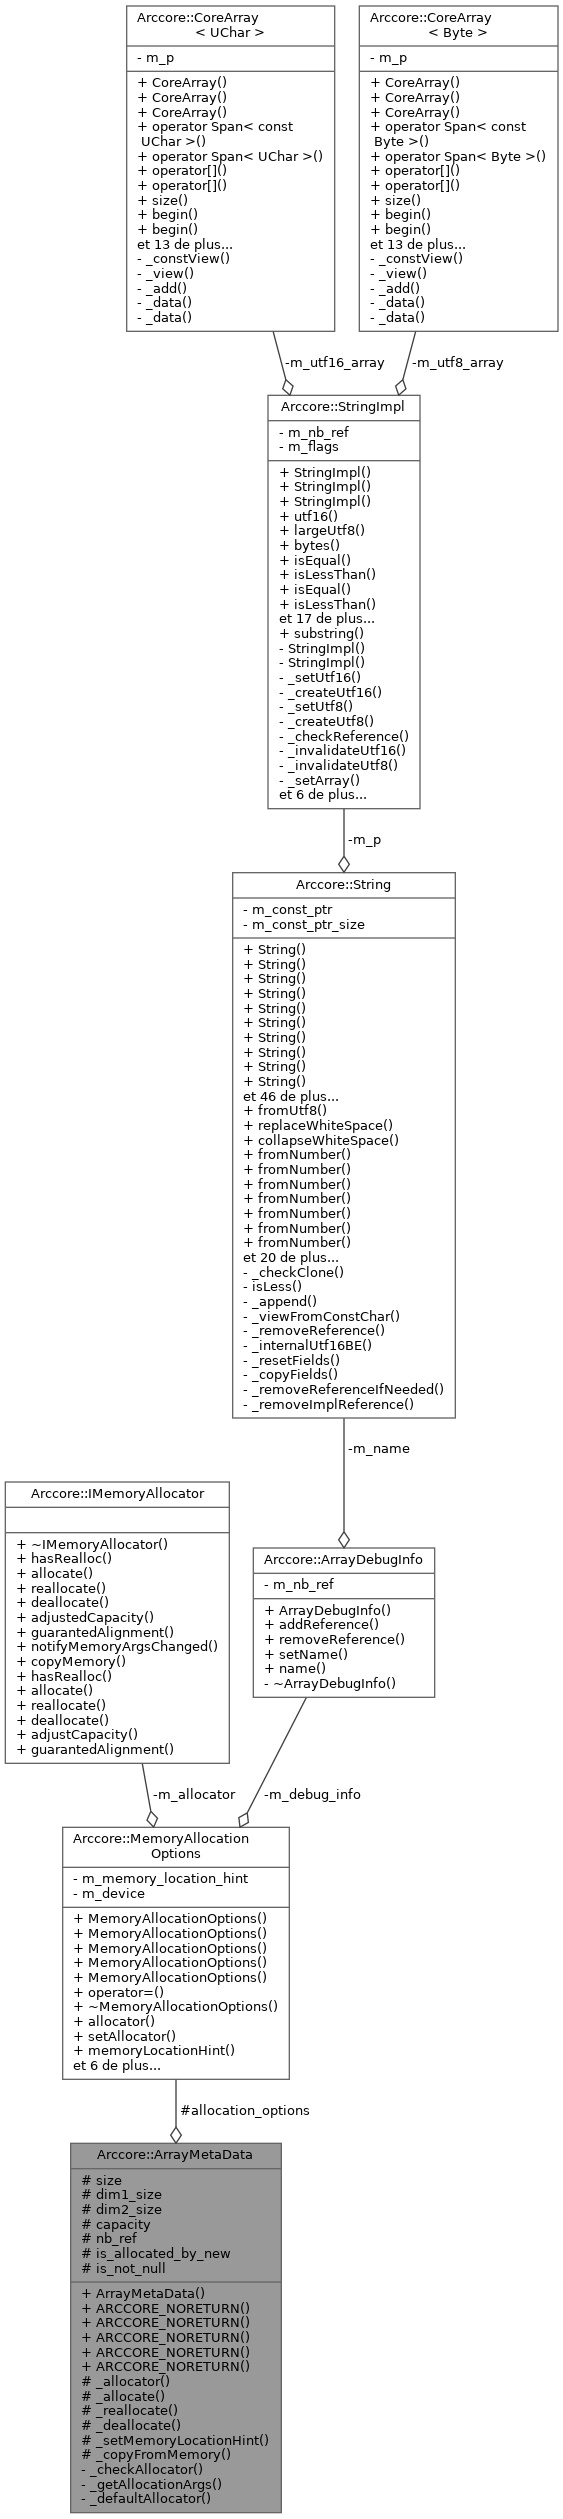 Arccore::CoreArray
< UChar >
- m_p
+ CoreArray()
+ CoreArray()
+ CoreArray()
+ operator Span< const
UChar >()
+ operator Span< UChar >()
+ operator[]()
+ operator[]()
+ size()
+ begin()
+ begin()
et 13 de plus...
- _constView()
- _view()
- _add()
- _data()
- _data()
Arccore::CoreArray
< Byte >
- m_p
+ CoreArray()
+ CoreArray()
+ CoreArray()
+ operator Span< const
Byte >()
+ operator Span< Byte >()
+ operator[]()
+ operator[]()
+ size()
+ begin()
+ begin()
et 13 de plus...
- _constView()
- _view()
- _add()
- _data()
- _data()
-m_utf16_array
-m_utf8_array
Arccore::StringImpl
- m_nb_ref
- m_flags
+ StringImpl()
+ StringImpl()
+ StringImpl()
+ utf16()
+ largeUtf8()
+ bytes()
+ isEqual()
+ isLessThan()
+ isEqual()
+ isLessThan()
et 17 de plus...
+ substring()
- StringImpl()
- StringImpl()
- _setUtf16()
- _createUtf16()
- _setUtf8()
- _createUtf8()
- _checkReference()
- _invalidateUtf16()
- _invalidateUtf8()
- _setArray()
et 6 de plus...
-m_p
Arccore::String
- m_const_ptr
- m_const_ptr_size
+ String()
+ String()
+ String()
+ String()
+ String()
+ String()
+ String()
+ String()
+ String()
+ String()
et 46 de plus...
+ fromUtf8()
+ replaceWhiteSpace()
+ collapseWhiteSpace()
+ fromNumber()
+ fromNumber()
+ fromNumber()
+ fromNumber()
+ fromNumber()
+ fromNumber()
+ fromNumber()
et 20 de plus...
- _checkClone()
- isLess()
- _append()
- _viewFromConstChar()
- _removeReference()
- _internalUtf16BE()
- _resetFields()
- _copyFields()
- _removeReferenceIfNeeded()
- _removeImplReference()
-m_name
Arccore::IMemoryAllocator
+ ~IMemoryAllocator()
+ hasRealloc()
+ allocate()
+ reallocate()
+ deallocate()
+ adjustedCapacity()
+ guarantedAlignment()
+ notifyMemoryArgsChanged()
+ copyMemory()
+ hasRealloc()
+ allocate()
+ reallocate()
+ deallocate()
+ adjustCapacity()
+ guarantedAlignment()
Arccore::ArrayDebugInfo
- m_nb_ref
+ ArrayDebugInfo()
+ addReference()
+ removeReference()
+ setName()
+ name()
- ~ArrayDebugInfo()
-m_allocator
-m_debug_info
Arccore::MemoryAllocation
Options
- m_memory_location_hint
- m_device
+ MemoryAllocationOptions()
+ MemoryAllocationOptions()
+ MemoryAllocationOptions()
+ MemoryAllocationOptions()
+ MemoryAllocationOptions()
+ operator=()
+ ~MemoryAllocationOptions()
+ allocator()
+ setAllocator()
+ memoryLocationHint()
et 6 de plus...
#allocation_options
Arccore::ArrayMetaData
# size
# dim1_size
# dim2_size
# capacity
# nb_ref
# is_allocated_by_new
# is_not_null
+ ArrayMetaData()
+ ARCCORE_NORETURN()
+ ARCCORE_NORETURN()
+ ARCCORE_NORETURN()
+ ARCCORE_NORETURN()
+ ARCCORE_NORETURN()
# _allocator()
# _allocate()
# _reallocate()
# _deallocate()
# _setMemoryLocationHint()
# _copyFromMemory()
- _checkAllocator()
- _getAllocationArgs()
- _defaultAllocator()